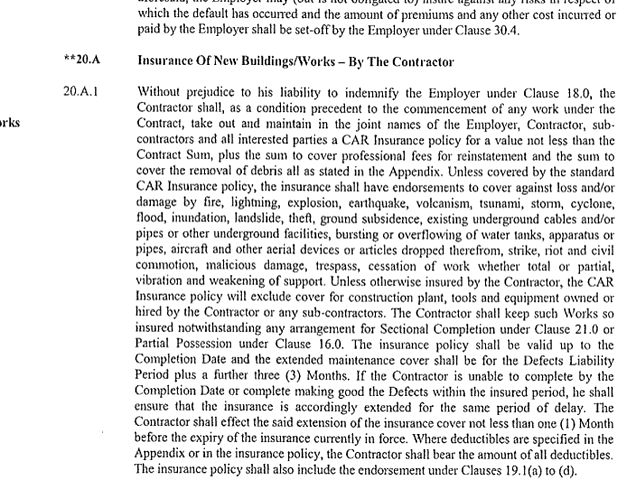 which the default has occurred and the amount of premiums and any other cost incurred or
paid by the Employer shall be set-off by the Employer under Clause 30.4.
**20.A Insurance Of New Buildings/Works – By The Contractor
20.A.1 Without prejudice to his liability to indemnify the Employer under Clause 18.0, the
Contractor shall, as a condition precedent to the commencement of any work under the
orks
Contract, take out and maintain in the joint names of the Employer, Contractor, sub-
contractors and all interested parties a CAR Insurance policy for a value not less than the
Contract Sum, plus the sum to cover professional fees for reinstatement and the sum to
cover the removal of debris all as stated in the Appendix. Unless covered by the standard
CAR Insurance policy, the insurance shall have endorsements to cover against loss and/or
damage by fire, lightning, explosion, earthquake, volcanism, tsunami, storm, cyclone,
flood, inundation, landslide, theft, ground subsidence, existing underground cables and/or
pipes or other underground facilities, bursting or overflowing of water tanks, apparatus or
pipes, aircraft and other aerial devices or articles dropped therefrom, strike, riot and civil
commotion, malicious damage, trespass, cessation of work whether total or partial,
vibration and weakening of support. Unless otherwise insured by the Contractor, the CAR
Insurance policy will exclude cover for construction plant, tools and equipment owned or
hired by the Contractor or any sub-contractors. The Contractor shall keep such Works so
insured notwithstanding any arrangement for Sectional Completion under Clause 21.0 or
Partial Possession under Clause 16.0. The insurance policy shall be valid up to the
Completion Date and the extended maintenance cover shall be for the Defects Liability
Period plus a further three (3) Months. If the Contractor is unable to complete by the
Completion Date or complete making good the Defects within the insured period, he shall
ensure that the insurance is accordingly extended for the same period of delay. The
Contractor shall effect the said extension of the insurance cover not less than one (1) Month
before the expiry of the insurance currently in force. Where deductibles are specified in the
Appendix or in the insurance policy, the Contractor shall bear the amount of all deductibles.
The insurance policy shall also include the endorsement under Clauses 19.1(a) to (d).